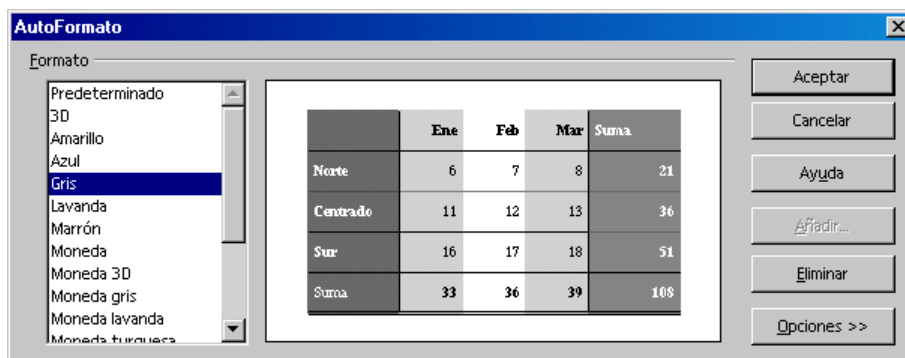 AutoFormato
Formato
Predeterminado
3D
Amarillo
Azul
Gris
Lavanda
Marrón
Moneda
Moneda 3D
Moneda gris
Moneda lavanda
Moneda turquesa
Ene Feb Mar Suma
Norte 6 7 8 21
Centrado 11 12 13 36
Sur 16 17 18 51
Suma 33 36 39 108
Aceptar
Cancelar
Ayuda
Añadir...
Eliminar
Opciones >>